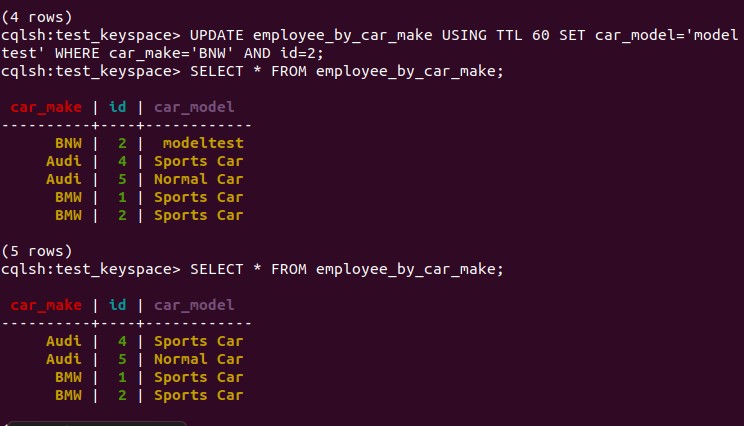 (4 rows)
cqlsh:test_keyspace> UPDATE employee_by_car_make USING TTL 60 SET car_model='model
test' WHERE car_make='BNW' AND id=2;
cqlsh:test_keyspace> SELECT * FROM employee_by_car_make;
car_make | id | car_model
----------+----+------------
BNW | 2 | modeltest
Audi | 4 | Sports Car
Audi | 5 | Normal Car
BMW | 1 | Sports Car
BMW | 2 | Sports Car
(5 rows)
cqlsh:test_keyspace> SELECT * FROM employee_by_car_make;
car_make | id | car_model
----------+----+------------
Audi | 4 | Sports Car
Audi | 5 | Normal Car
BMW | 1 | Sports Car
BMW | 2 | Sports Car